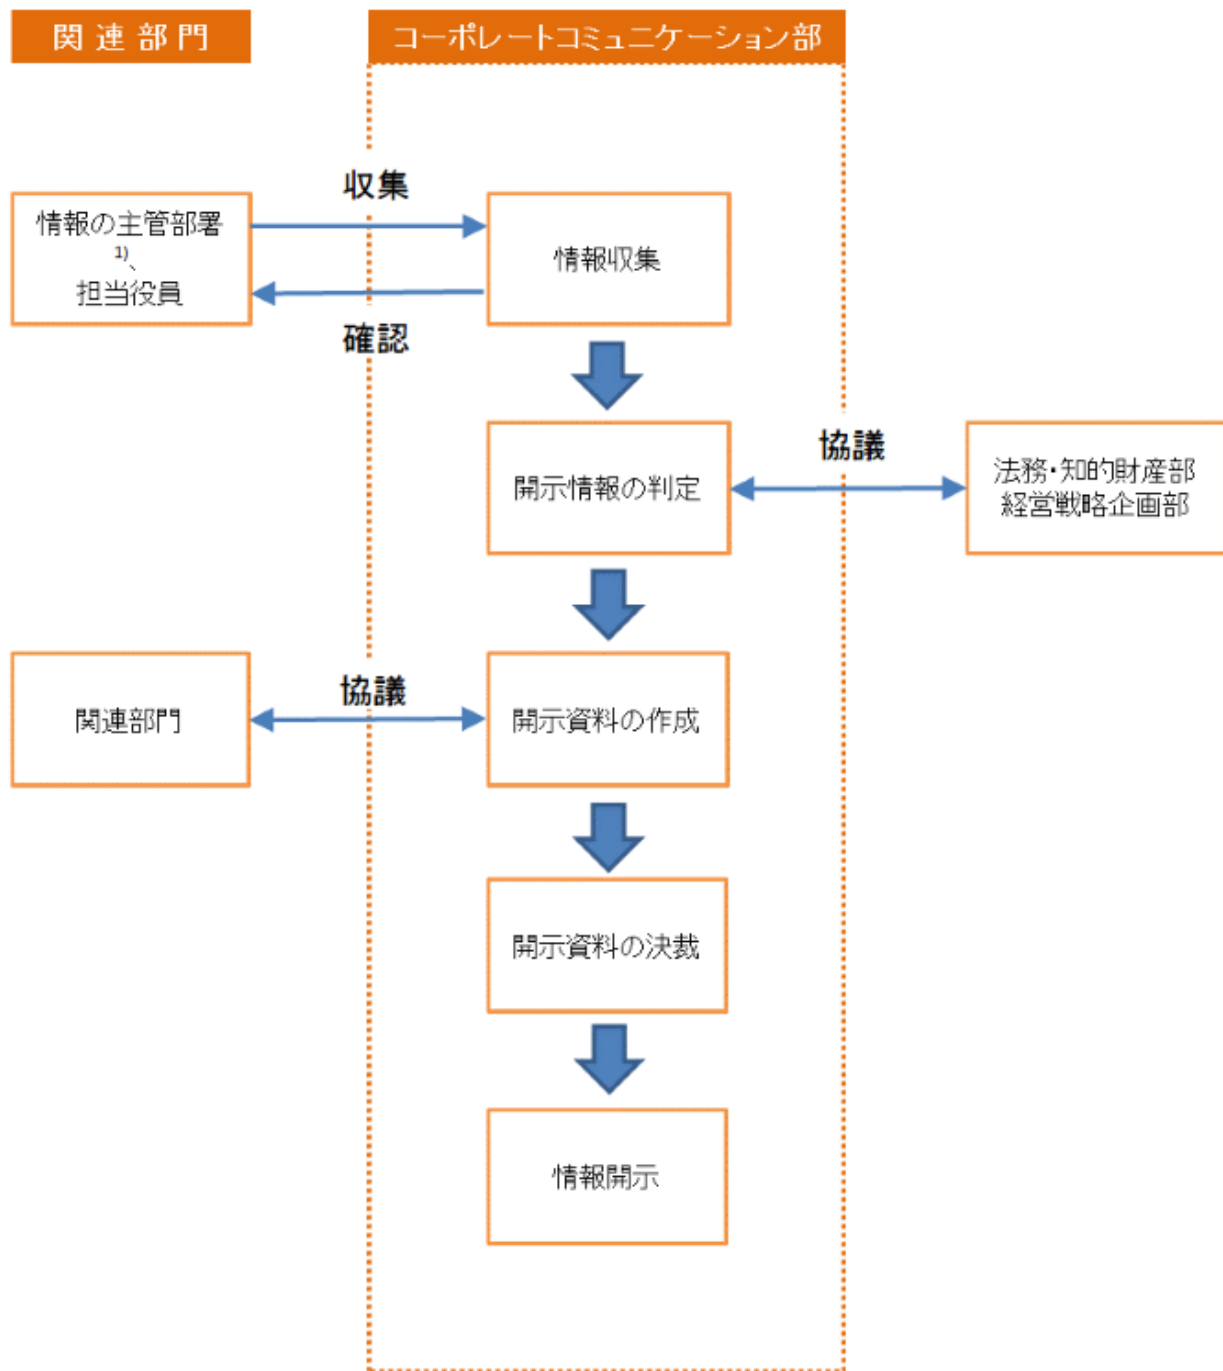 関連部門
コーポレートコミュニケーション部
収集
情報の主管部署
1)、
担当役員
情報収集
確認
協議
開示情報の判定
法務・知的財産部
経営戦略企画部
協議
関連部門
開示資料の作成
開示資料の決裁
情報開示